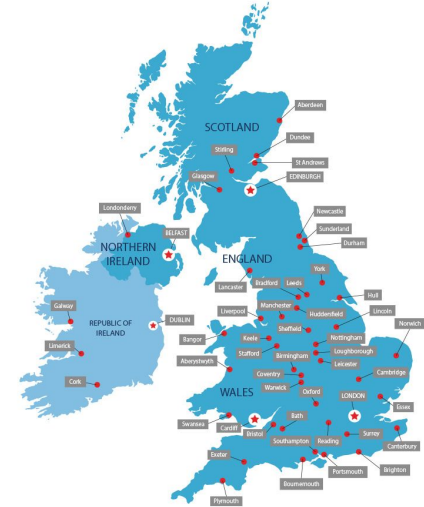 Aberdeen
SCOTLAND
Dundee
Stirling
St Andrews
Glasgow
EDINBURGH
Londonderry
Newcastle
Sunderland
BELFAST
Durham
NORTHERN
IRELAND
ENGLAND
York
Lancaster
Bradford
Leeds
Hull
Galway
Manchester
Liverpool
Huddenfield
Lincoln
DUBLIN
REPUBLIC OF
IRELAND
Sheffield
Norwich
Bangor
Keele
Nottingham
Limerick
Stafford
Loughborough
Aberystwyth
Birmingham
Leicester
Coventry
Cambridge
Cork
Warwick
WALES
Oxford
LONDON
Essex
Swansea
Bath
Cardiff
Bristol
Surrey
Southampton
Reading
Canterbury
Exeter
Portsmouth
Brighton
Bournemouth
Plymouth